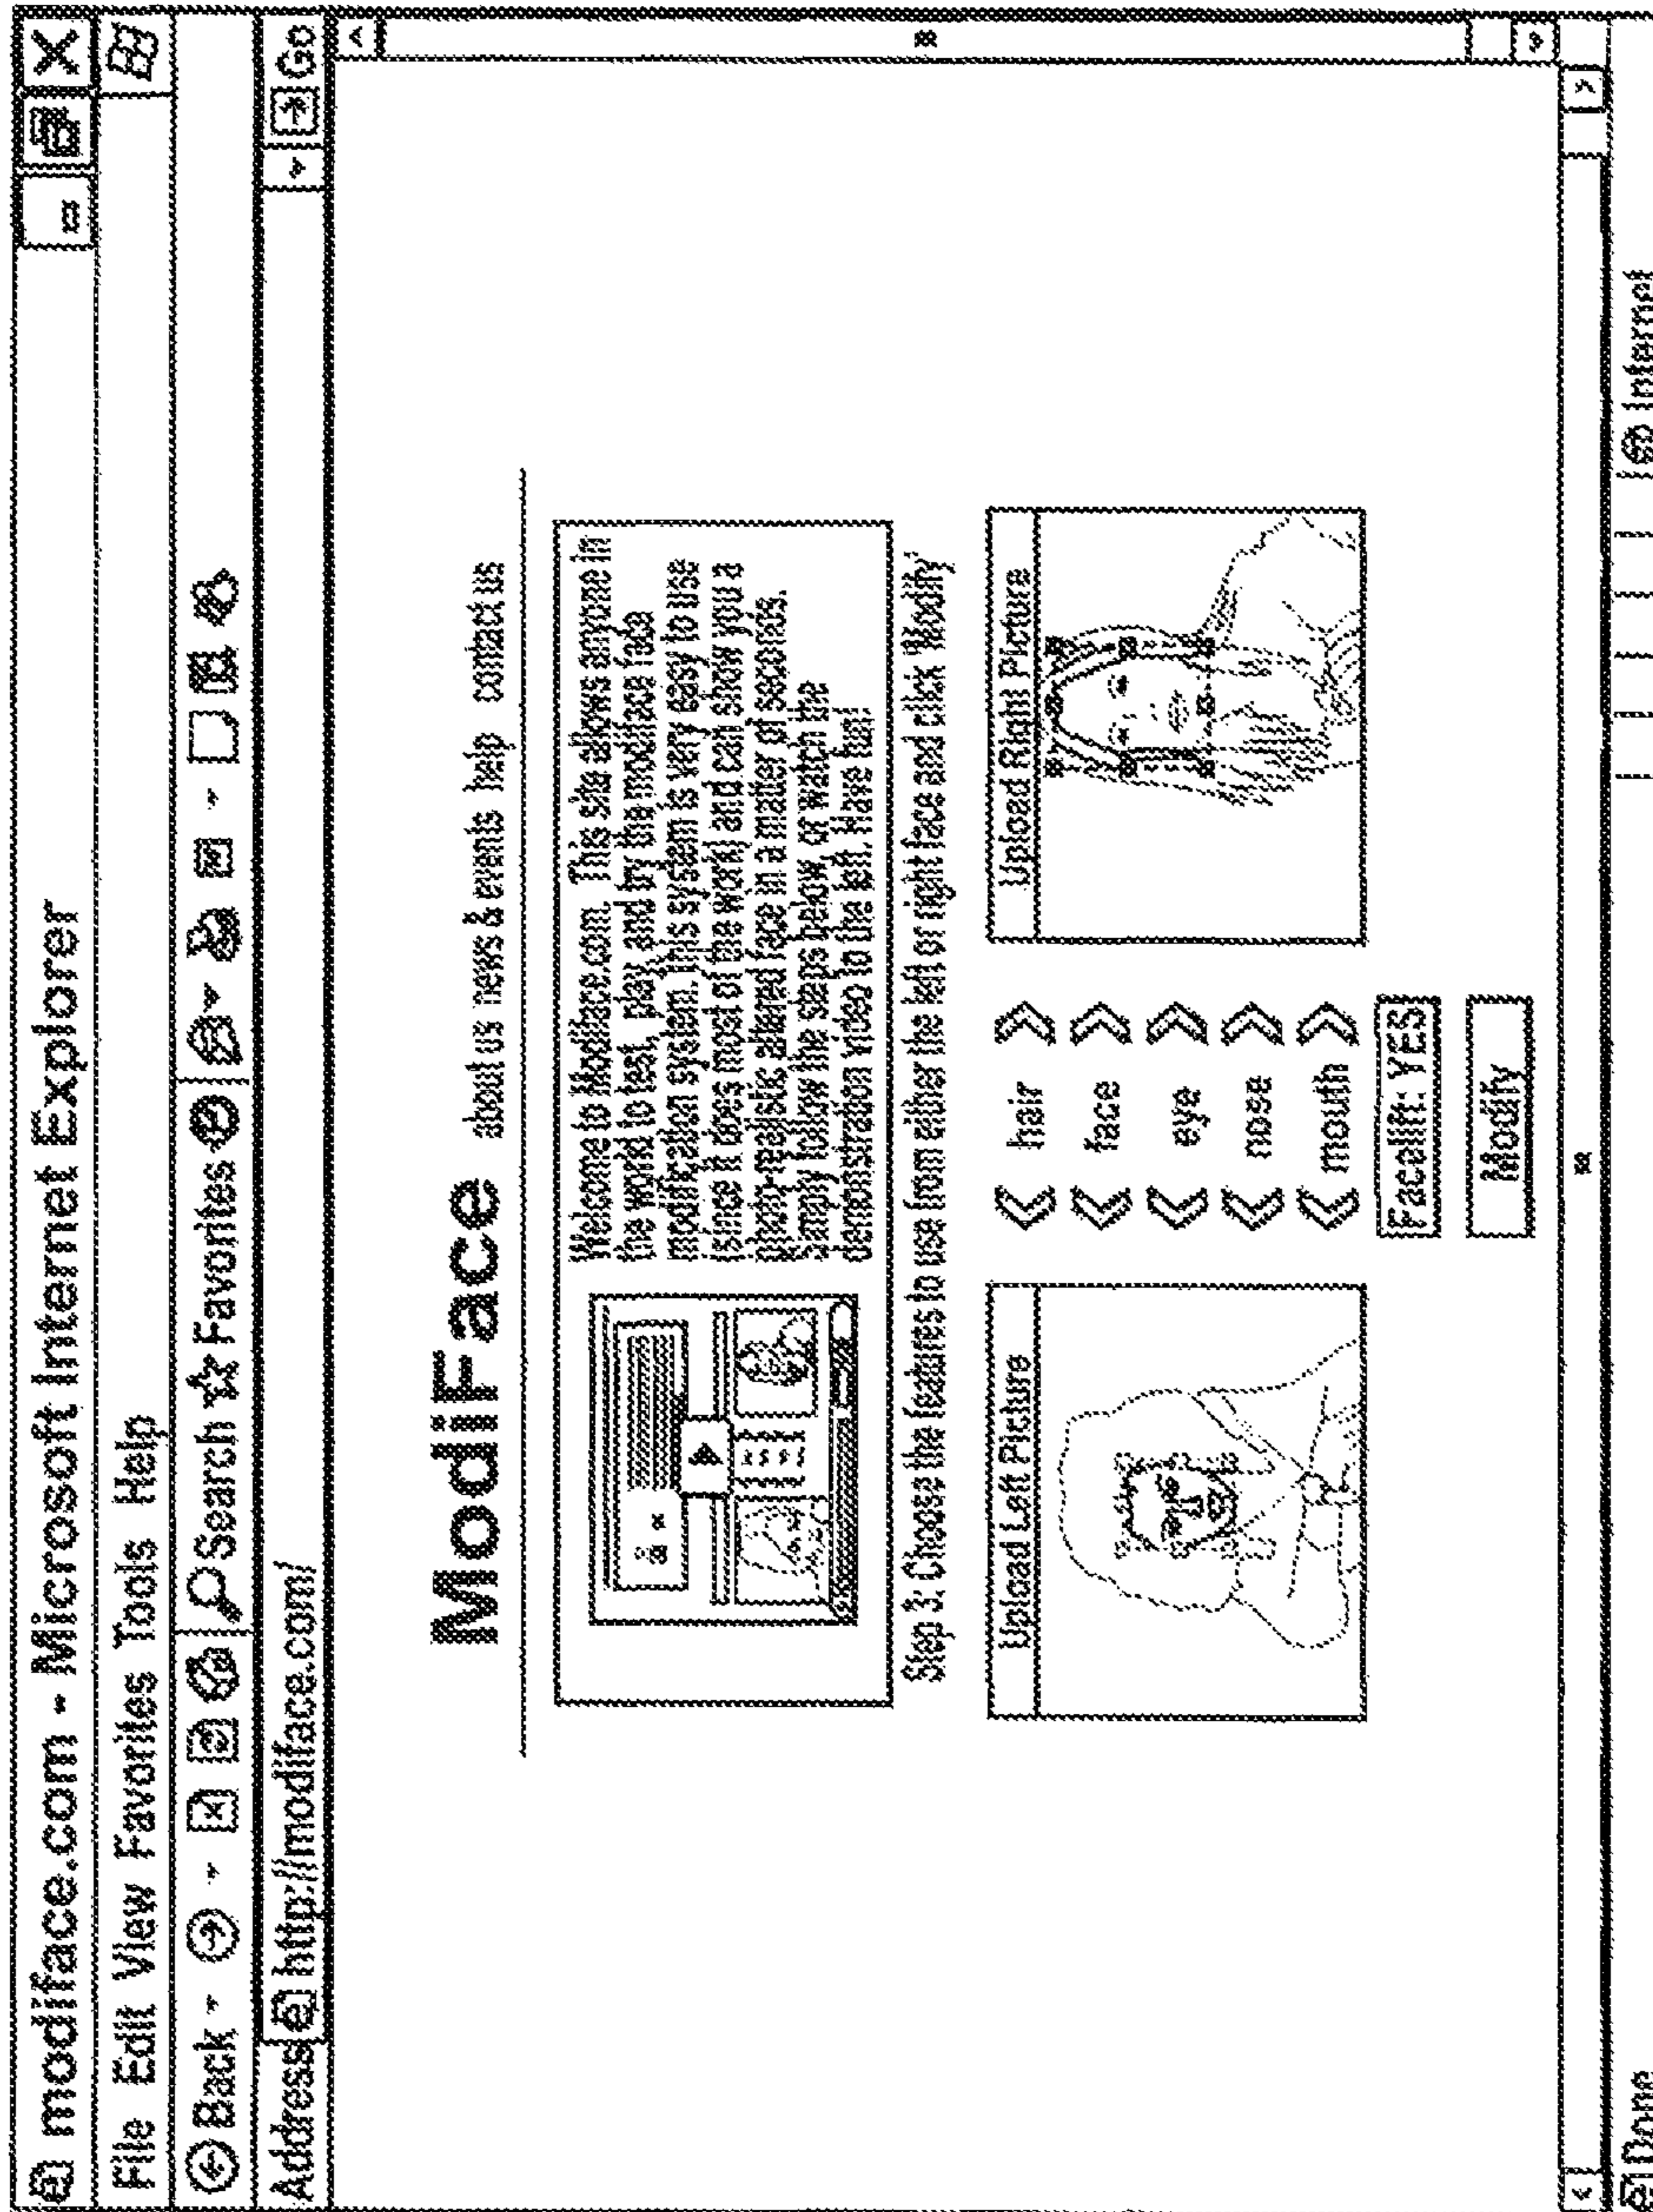 modiface.com - Microsoft Internet Explorer
File Edit View Favorites Tools Help
Back Search Favorites
Address http://modiface.com/ Go
ModiFace about us news & events help contact us
Welcome to Modiface.com. This site allows anyone in
the world to test, play, and try the modiface face
modification system. This system is very easy to use
(since it does most of the work) and can show you a
photo-realistic altered face in a matter of seconds.
Simply follow the steps below, or watch the
demonstration video to the left. Have fun!
Step 3: Choose the features to use from either the left or right face and click 'Modify'
Upload Left Picture
hair
face
eye
nose
mouth
Facelift: YES
Modify
Upload Right Picture
Done Internet